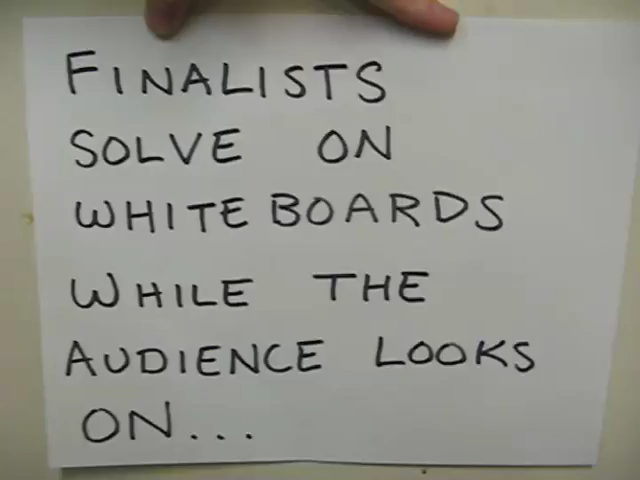 FINALISTS
SOLVE ON
WHITEBOARDS
WHILE THE
AUDIENCE LOOKS
ON...